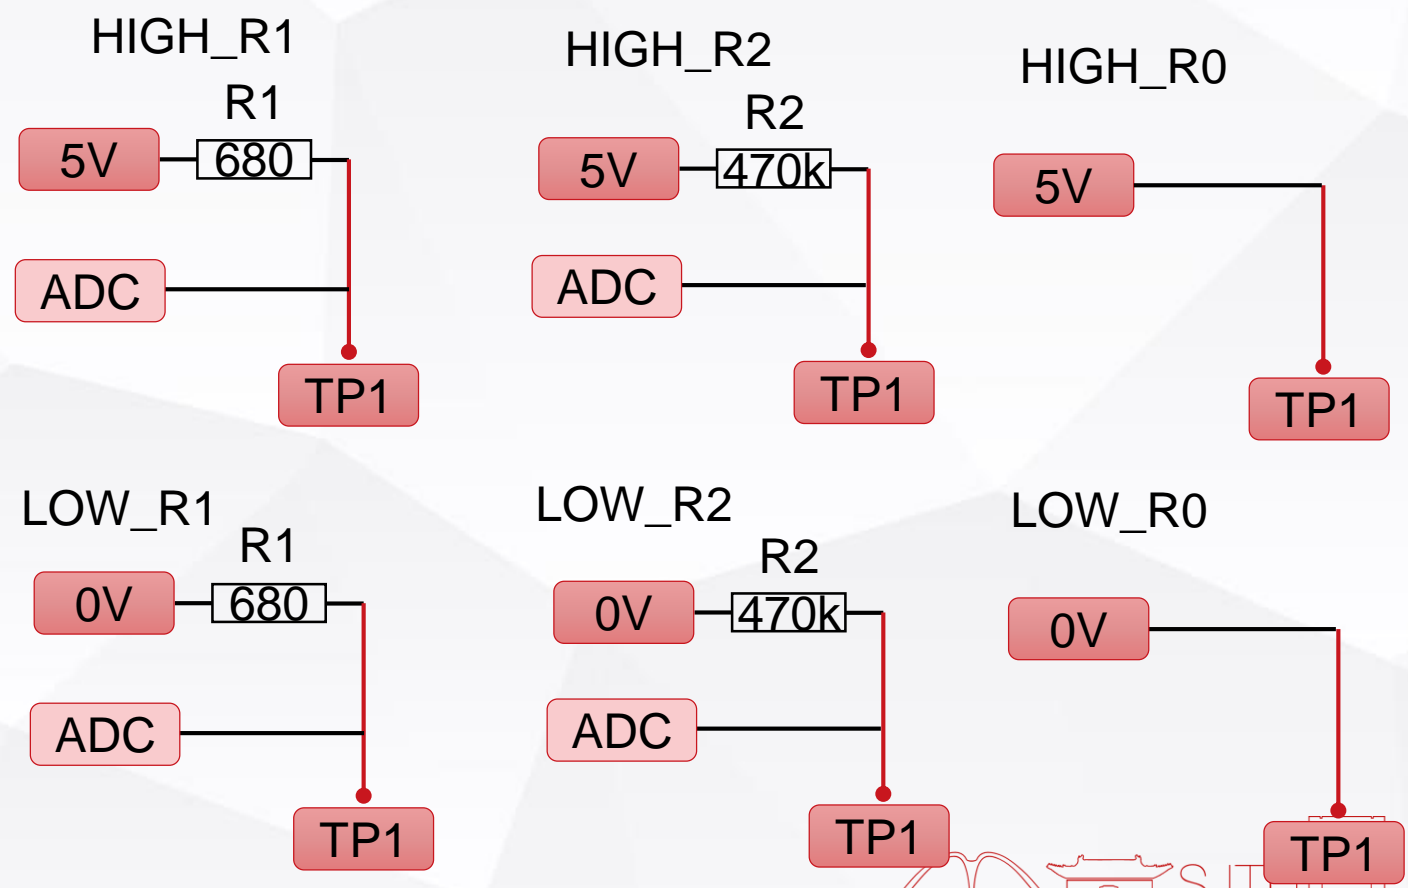 HIGH_R1
R1
5V
680
ADC
TP1
HIGH_R2
R2
5V
470k
ADC
TP1
HIGH_R0
5V
TP1
LOW_R1
R1
0V
680
ADC
TP1
LOW_R2
R2
0V
470k
ADC
TP1
LOW_R0
0V
TP1